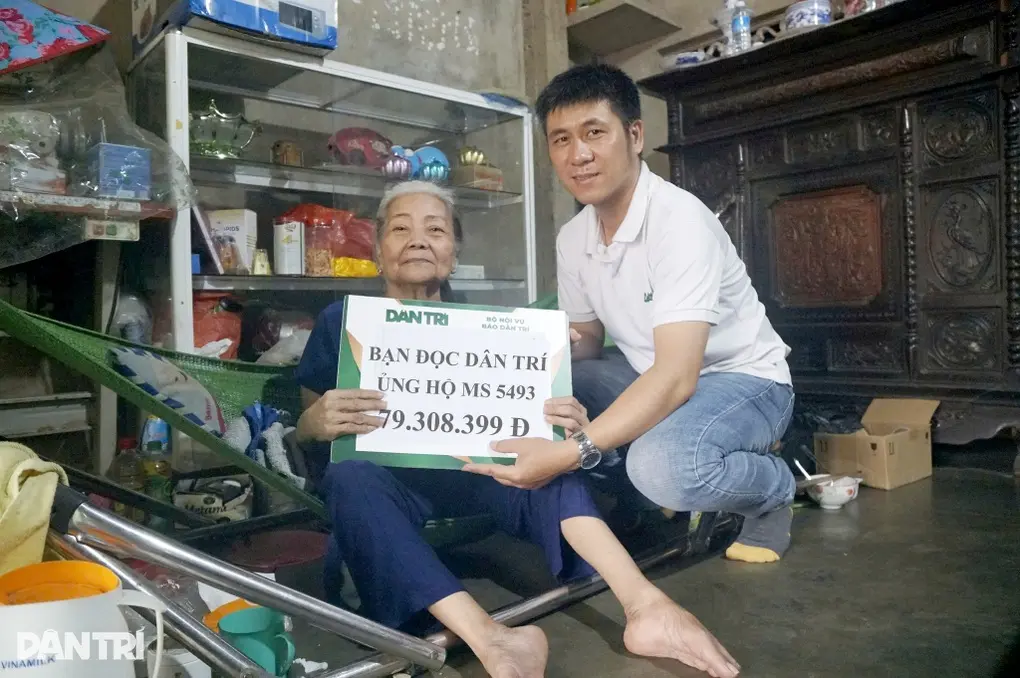 DÂN TRÍ
BỘ NỘI VỤ
BÁO DÂN TRÍ
BẠN ĐỌC DÂN TRÍ
ỦNG HỘ MS 5493
79.308.399 Đ
DÂN TRÍ
VINAMILK